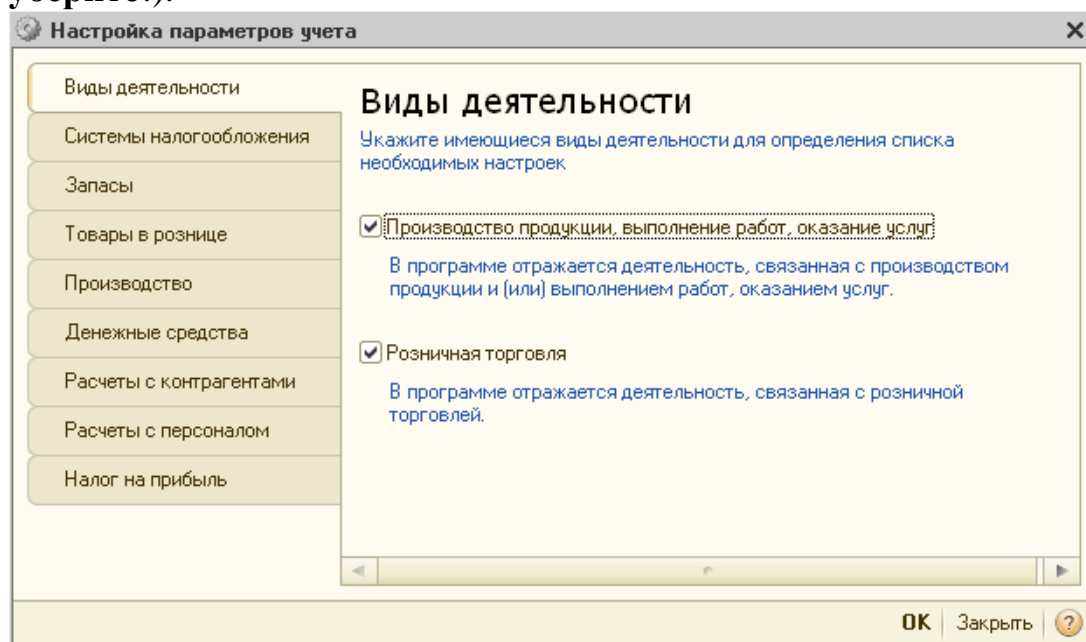 уберите.).
Настройка параметров учета
Виды деятельности
Системы налогообложения
Запасы
Товары в рознице
Производство
Денежные средства
Расчеты с контрагентами
Расчеты с персоналом
Налог на прибыль
Виды деятельности
Укажите имеющиеся виды деятельности для определения списка
необходимых настроек
Производство продукции, выполнение работ, оказание услуг
В программе отражается деятельность, связанная с производством
продукции и (или) выполнением работ, оказанием услуг.
Розничная торговля
В программе отражается деятельность, связанная с розничной
торговлей.
OK Закрыть ?